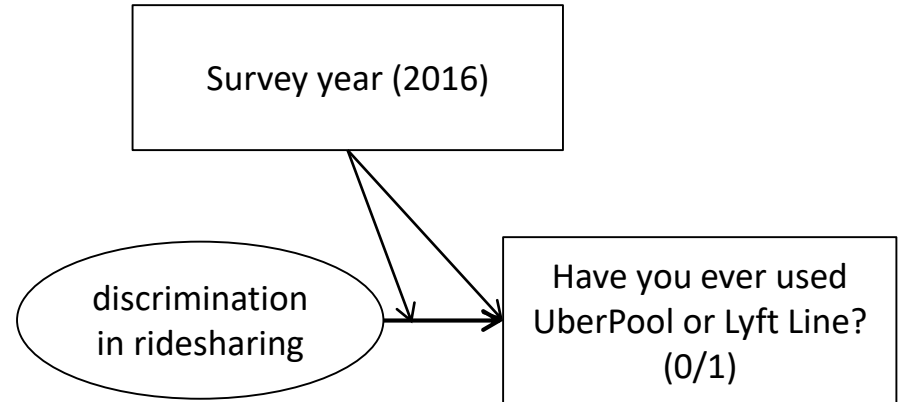 Survey year (2016)
discrimination
in ridesharing
Have you ever used
UberPool or Lyft Line?
(0/1)